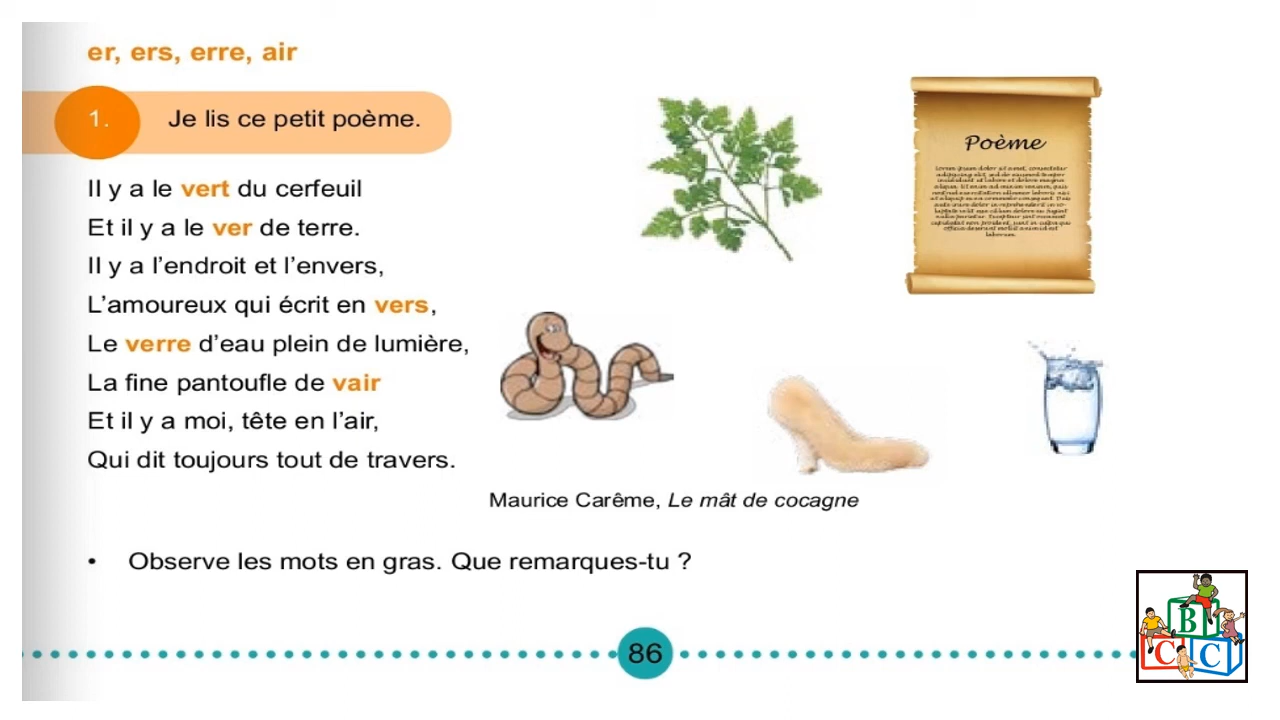 er, ers, erre, air
1. Je lis ce petit poème.
Il y a le vert du cerfeuil
Et il y a le ver de terre.
Il y a l’endroit et l’envers,
L’amoureux qui écrit en vers,
Le verre d’eau plein de lumière,
La fine pantoufle de vair
Et il y a moi, tête en l’air,
Qui dit toujours tout de travers.
Maurice Carême, Le mât de cocagne
• Observe les mots en gras. Que remarques-tu ?
86
Poème
B
C C